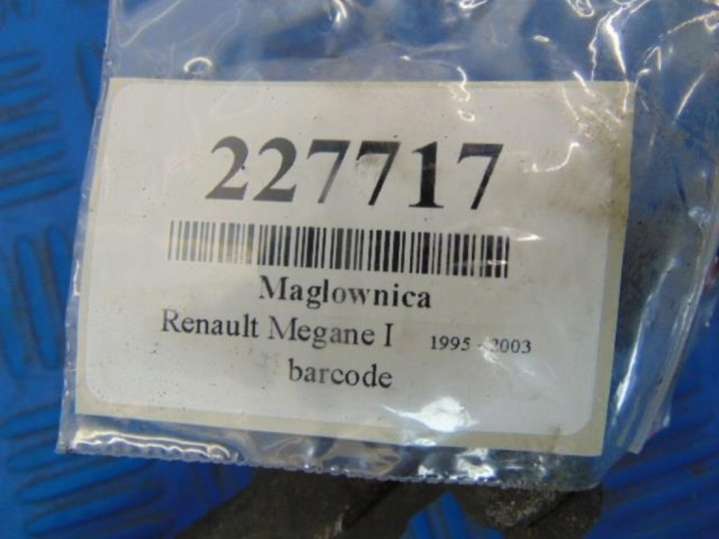 227717
Maglownica
Renault Megane I 1995 - 2003
barcode